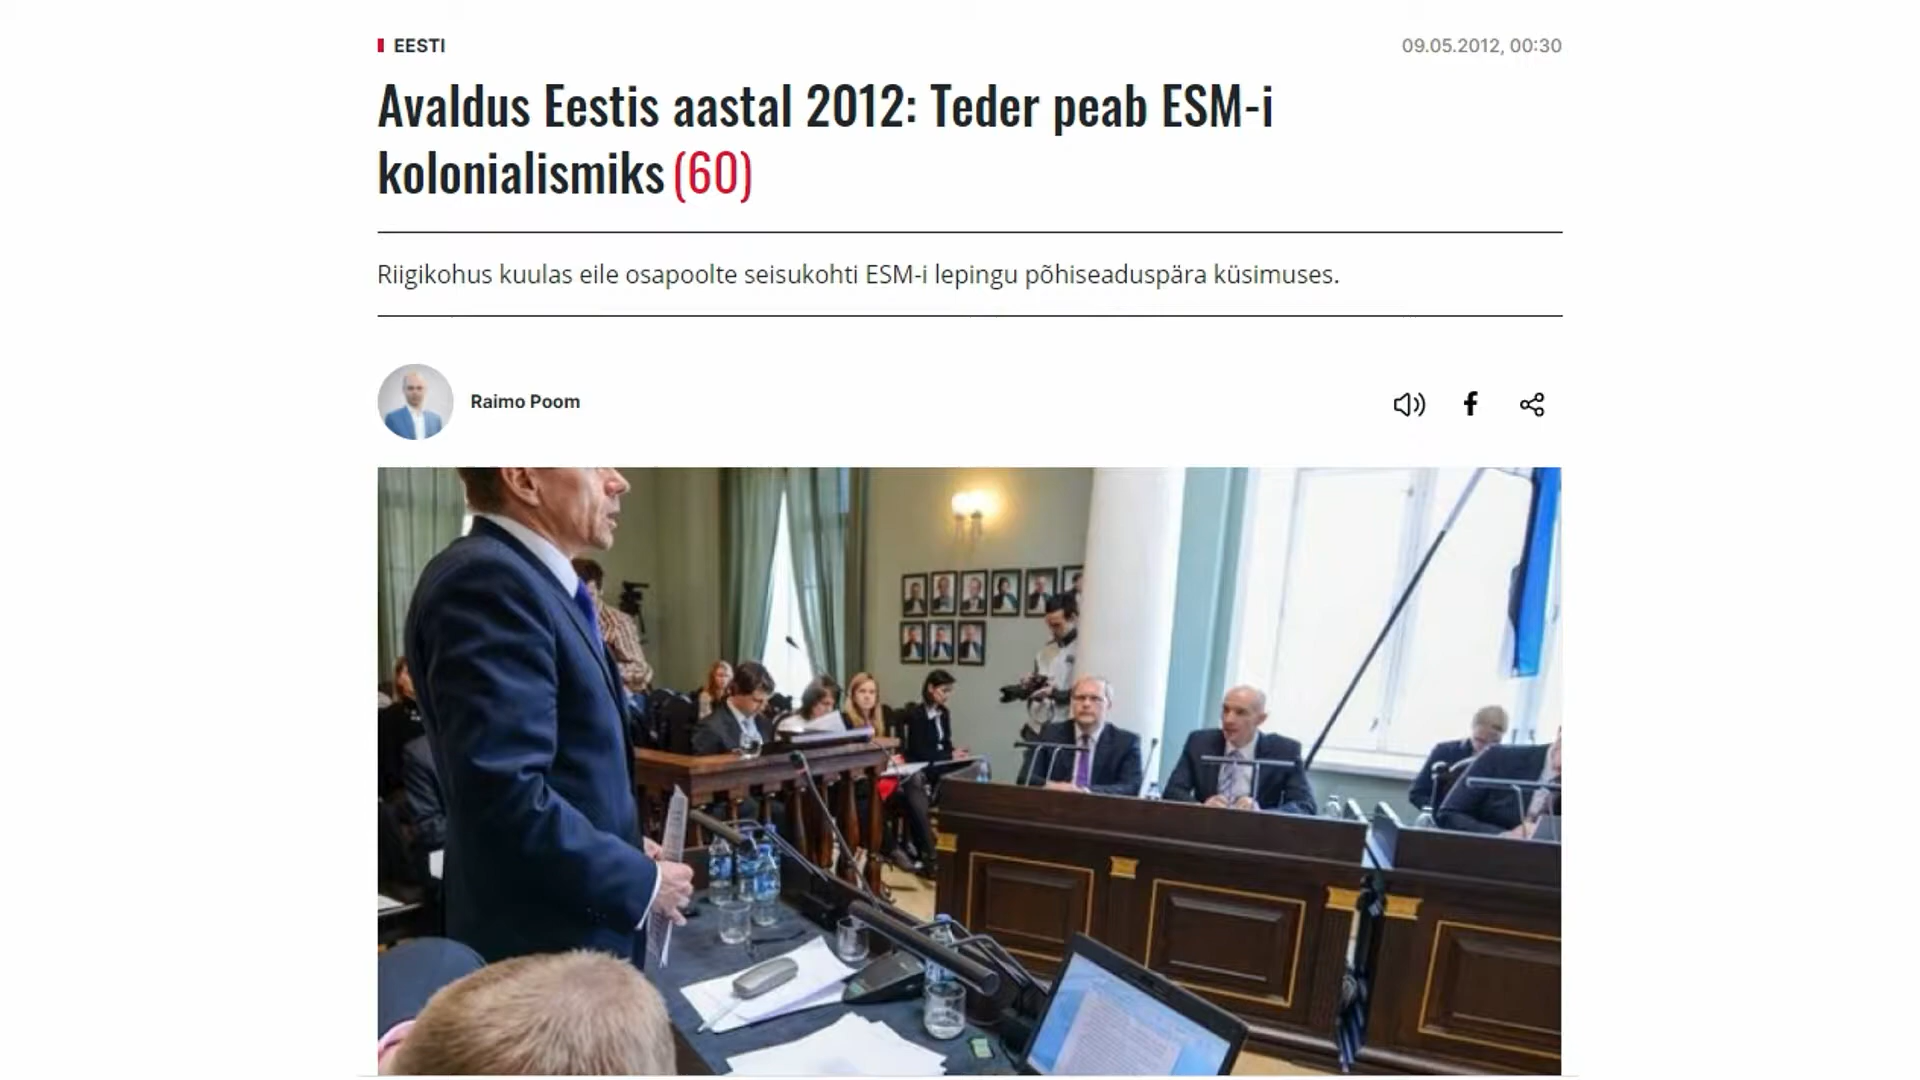 EESTI
09.05.2012, 00:30
Avaldus Eestis aastal 2012: Teder peab ESM-i
kolonialismiks (60)
Riigikohus kuulas eile osapoolte seisukohti ESM-i lepingu põhiseaduspära küsimuses.
Raimo Poom